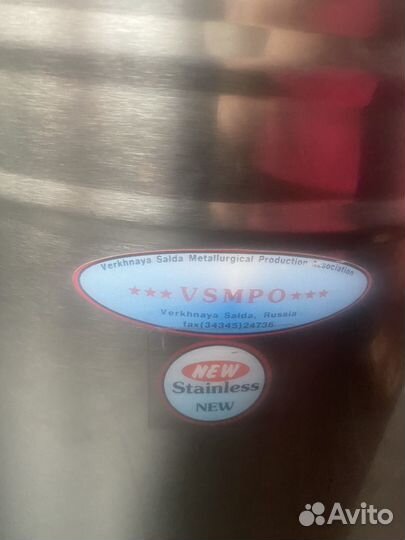 Verkhnaya Salda Metallurgical Production Association
*** VSMPO ***
Verkhnaya Salda, Russia
fax(34345)24736
NEW
Stainless
NEW
Avito